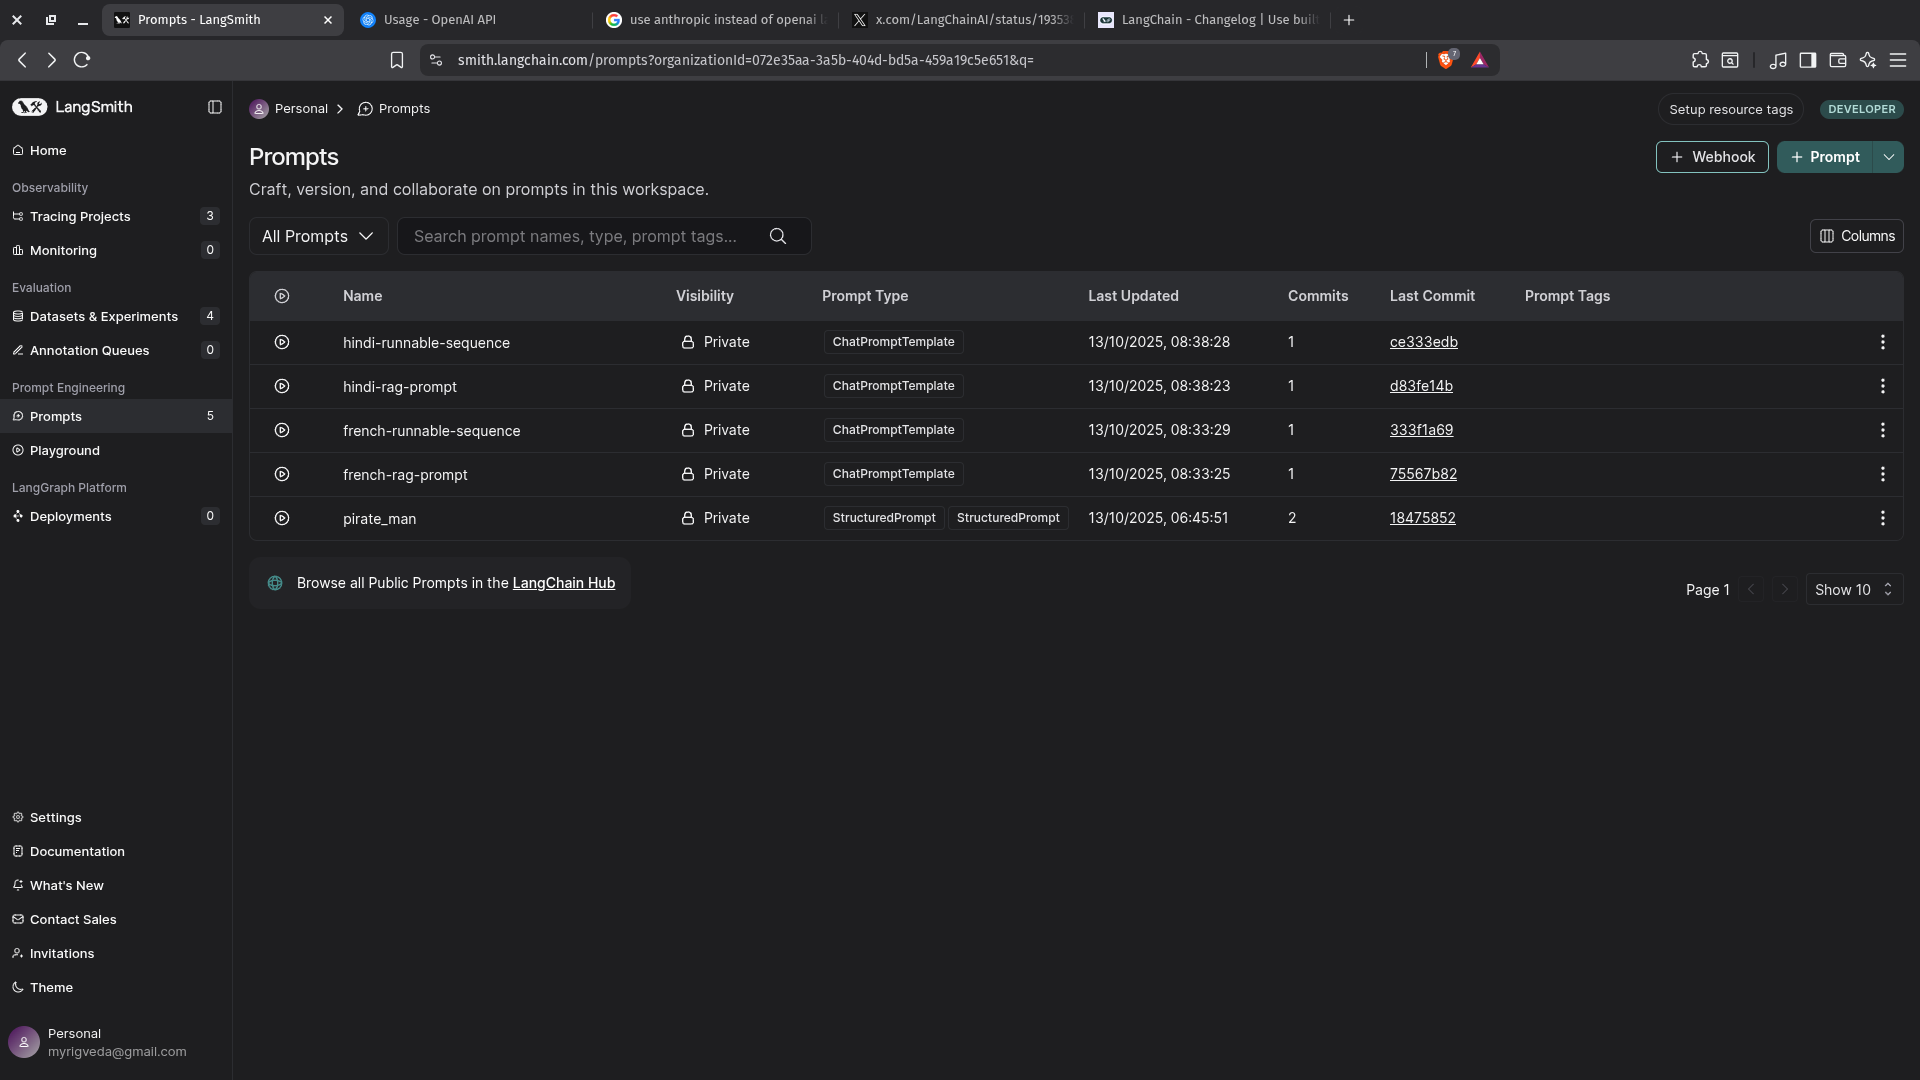 Prompts - LangSmith
Usage - OpenAI API
use anthropic instead of openai
x.com/LangChainAI/status/19353
LangChain - Changelog | Use buil
smith.langchain.com/prompts?organizationId=072e35aa-3a5b-404d-bd5a-459a19c5e651&q=
7
LangSmith
Home
Observability
Tracing Projects 3
Monitoring 0
Evaluation
Datasets & Experiments 4
Annotation Queues 0
Prompt Engineering
Prompts 5
Playground
LangGraph Platform
Deployments 0
Settings
Documentation
What's New
Contact Sales
Invitations
Theme
Personal
myrigveda@gmail.com
Personal > Prompts
Setup resource tags
DEVELOPER
Prompts
+ Webhook
+ Prompt
Craft, version, and collaborate on prompts in this workspace.
All Prompts
Search prompt names, type, prompt tags...
Columns
Name Visibility Prompt Type Last Updated Commits Last Commit Prompt Tags
hindi-runnable-sequence Private ChatPromptTemplate 13/10/2025, 08:38:28 1 ce333edb
hindi-rag-prompt Private ChatPromptTemplate 13/10/2025, 08:38:23 1 d83fe14b
french-runnable-sequence Private ChatPromptTemplate 13/10/2025, 08:33:29 1 333f1a69
french-rag-prompt Private ChatPromptTemplate 13/10/2025, 08:33:25 1 75567b82
pirate_man Private StructuredPrompt StructuredPrompt 13/10/2025, 06:45:51 2 18475852
Browse all Public Prompts in the LangChain Hub
Page 1
Show 10